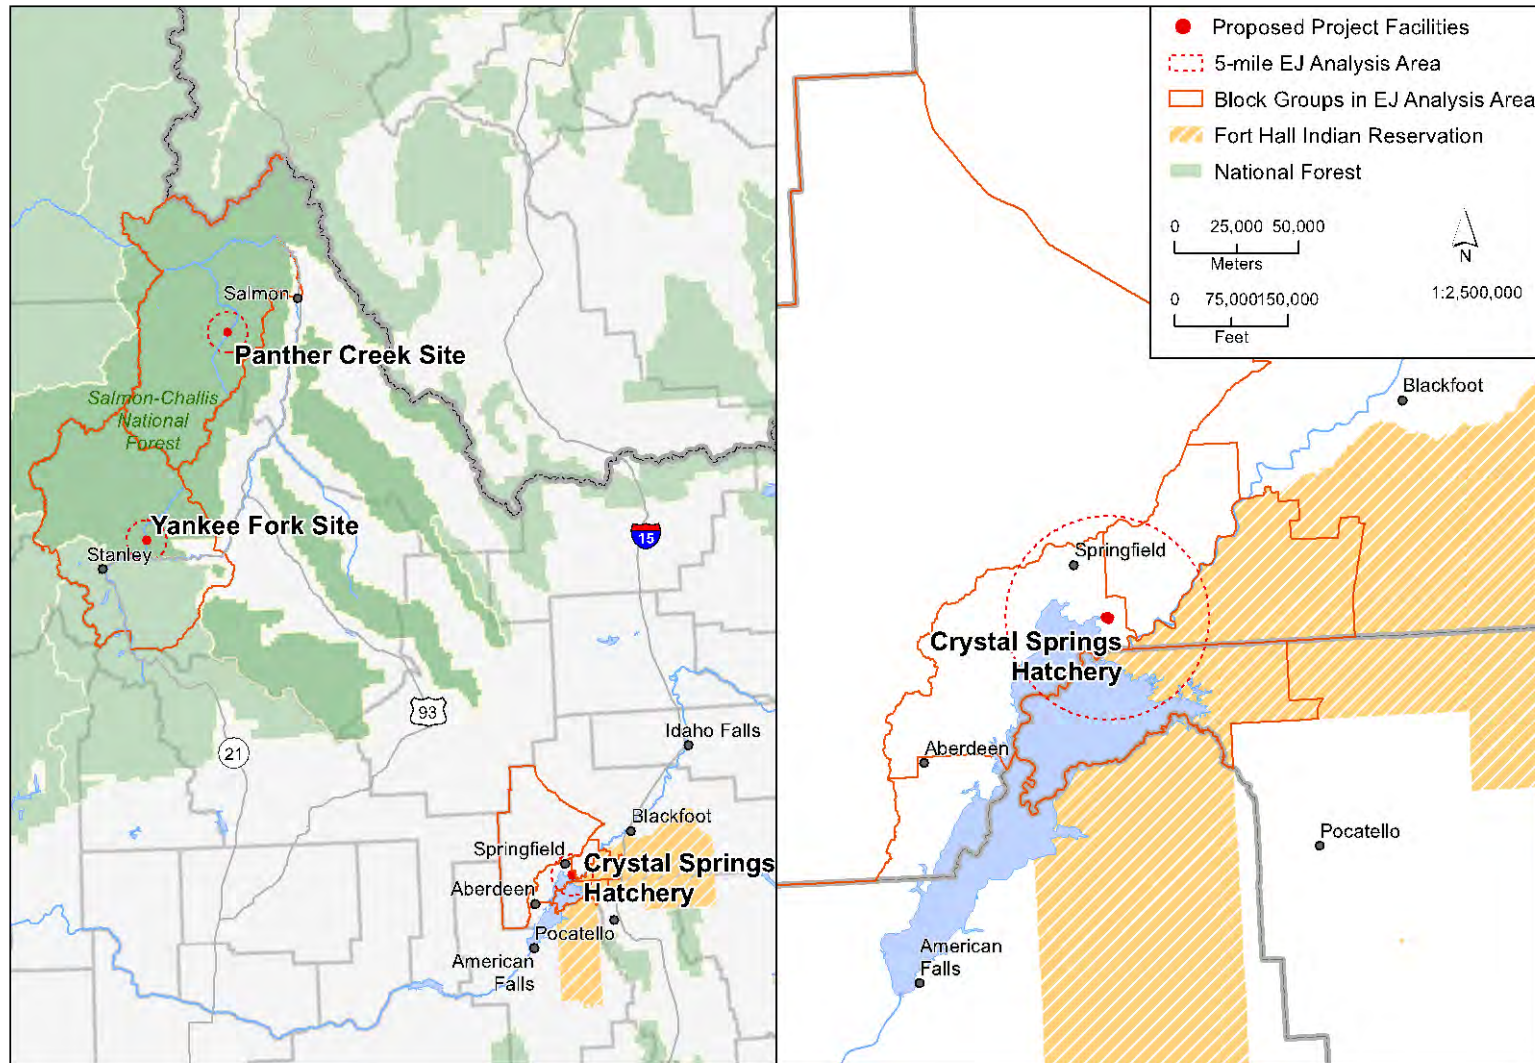 Salmon
Panther Creek Site
Salmon-Challis
National
Forest
Yankee Fork Site
Stanley
15
93
21
Idaho Falls
Blackfoot
Springfield
Crystal Springs
Hatchery
Aberdeen
Pocatello
American
Falls
Proposed Project Facilities
5-mile EJ Analysis Area
Block Groups in EJ Analysis Area
Fort Hall Indian Reservation
National Forest
0 25,000 50,000
Meters
N
0 75,000150,000
1:2,500,000
Feet
Blackfoot
Springfield
Crystal Springs
Hatchery
Aberdeen
Pocatello
American
Falls